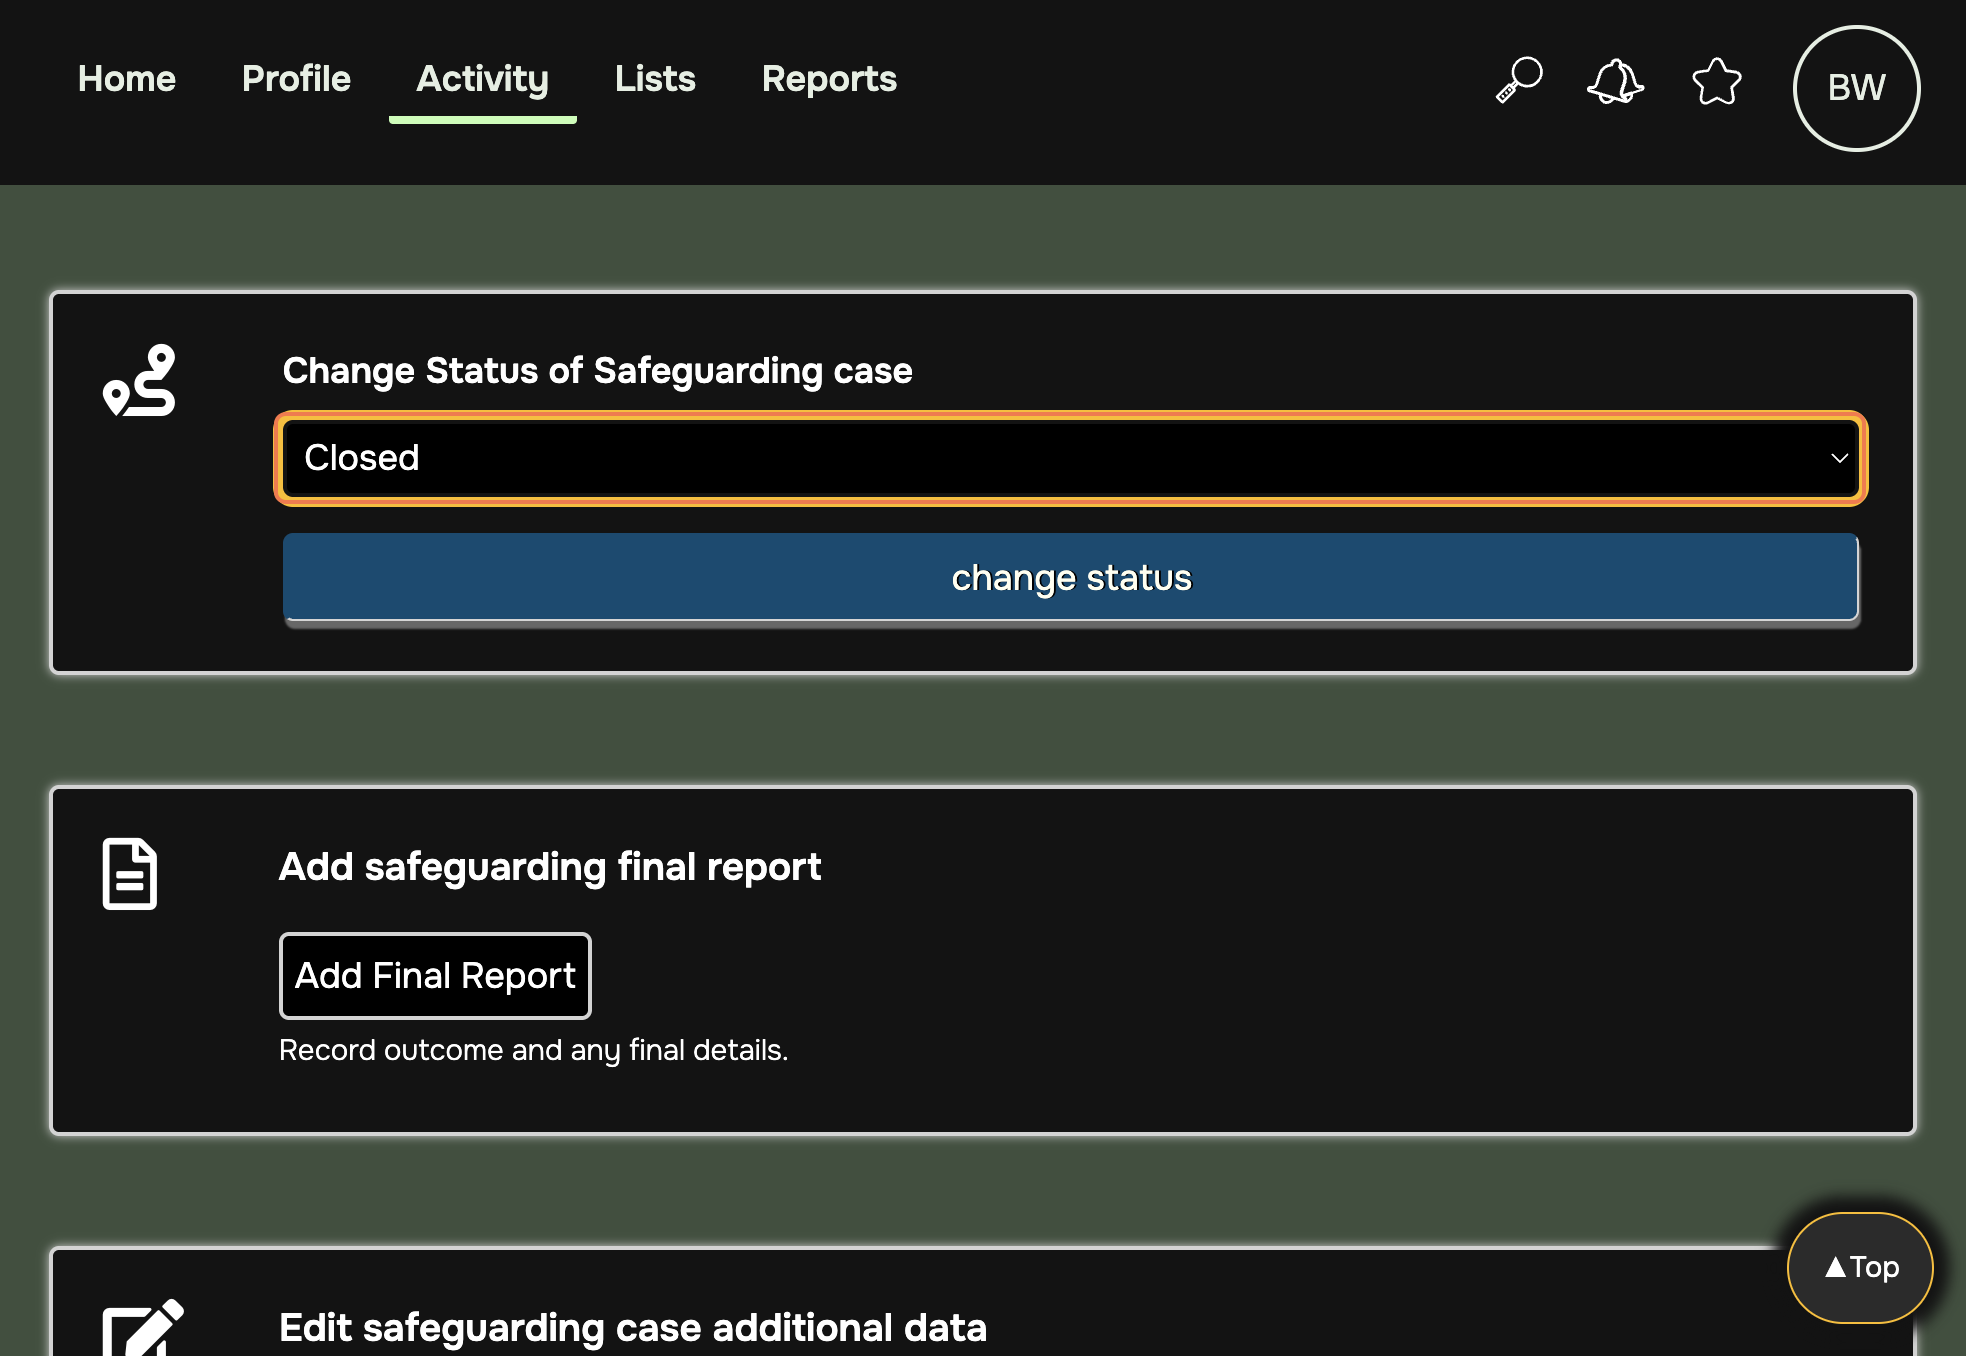 Home Profile Activity Lists Reports BW
Change Status of Safeguarding case
Closed
change status
Add safeguarding final report
Add Final Report
Record outcome and any final details.
▲Top
Edit safeguarding case additional data